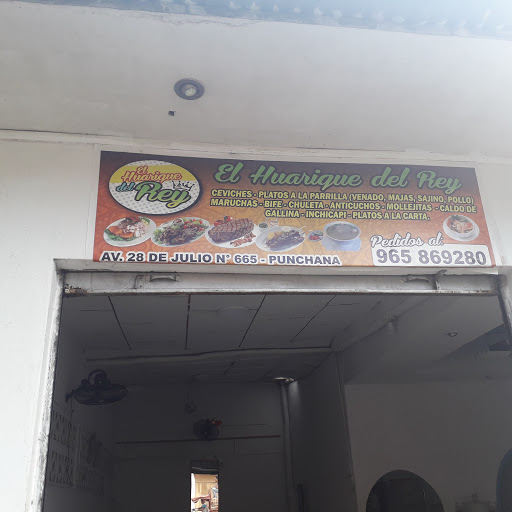 El
Huarique
del Rey
El Huarique del Rey
CEVICHES - PLATOS A LA PARRILLA (VENADO, MAJAS, SAJINO, POLLO)
MARUCHAS - BIFE - CHULETA - ANTICUCHOS - MOLLEJITAS - CALDO DE
GALLINA - INCHICAPI - PLATOS A LA CARTA.
Pedidos al:
965 869280
AV. 28 DE JULIO N° 665 - PUNCHANA